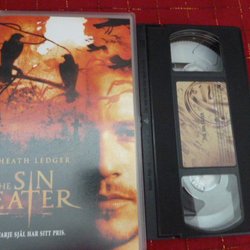 HEATH LEDGER
THE SIN
EATER
VARJE SJÄL HAR SITT PRIS.